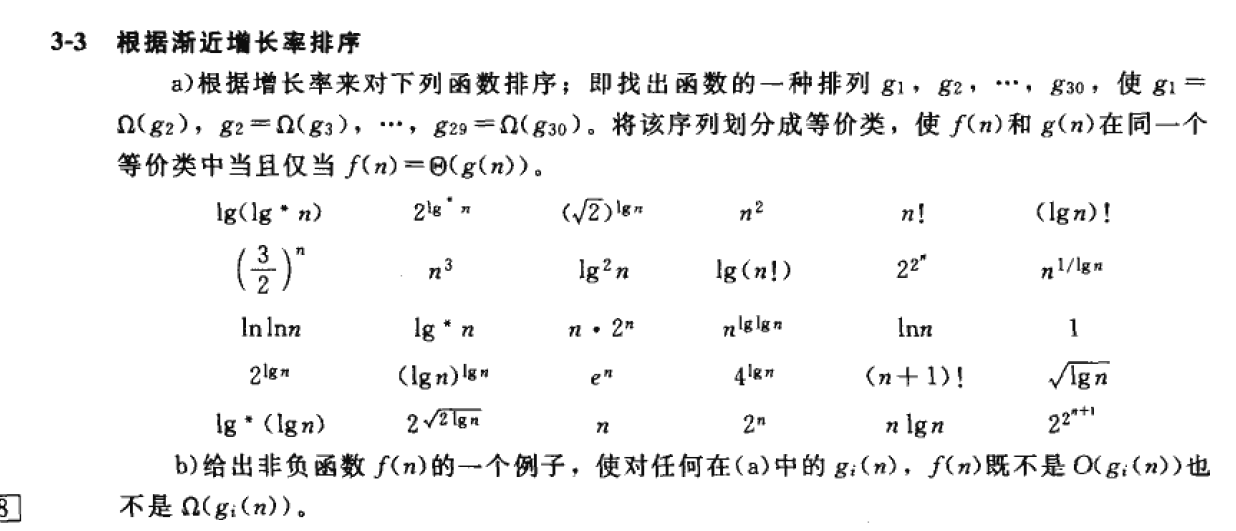 3-3 根据渐近增长率排序
a)根据增长率来对下列函数排序；即找出函数的一种排列 g₁，g₂，…，g₃₀，使 g₁＝
Ω(g₂)，g₂＝Ω(g₃)，…，g₂₉＝Ω(g₃₀)。将该序列划分成等价类，使 f(n)和 g(n)在同一个
等价类中当且仅当 f(n)＝Θ(g(n))。
lg(lg * n) 2^{lg * n} (√2)^{lg n} n² n! (lg n)!
(3/2)^n n³ lg² n lg(n!) 2^{2^n} n^{1/lg n}
ln ln n lg * n n · 2^n n^{lg lg n} ln n 1
2^{lg n} (lg n)^{lg n} e^n 4^{lg n} (n＋1)! √(lg n)
lg * (lg n) 2√(2 lg n) n 2^n n lg n 2^{2^{n+1}}
b)给出非负函数 f(n)的一个例子，使对任何在(a)中的 gᵢ(n)，f(n)既不是 O(gᵢ(n))也
不是 Ω(gᵢ(n))。
8